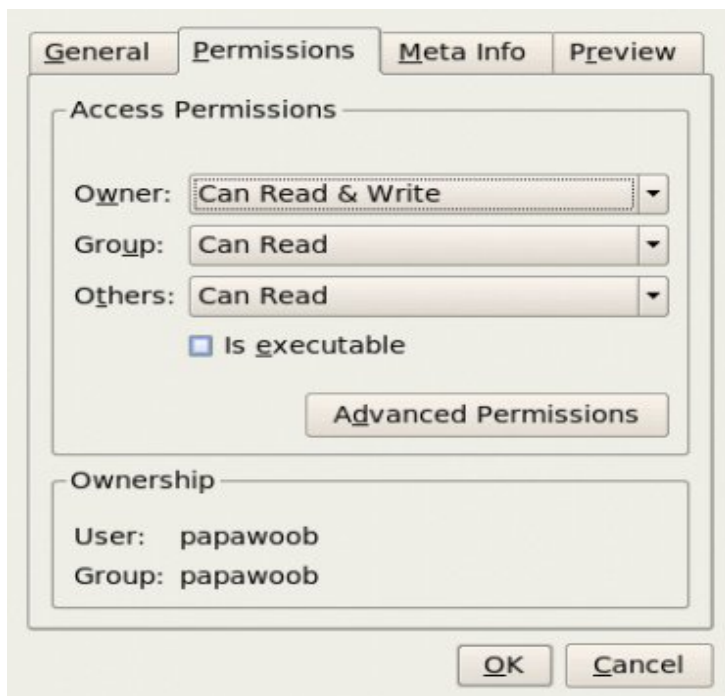 General Permissions Meta Info Preview
Access Permissions
Owner: Can Read & Write
Group: Can Read
Others: Can Read
Is executable
Advanced Permissions
Ownership
User: papawoob
Group: papawoob
OK Cancel